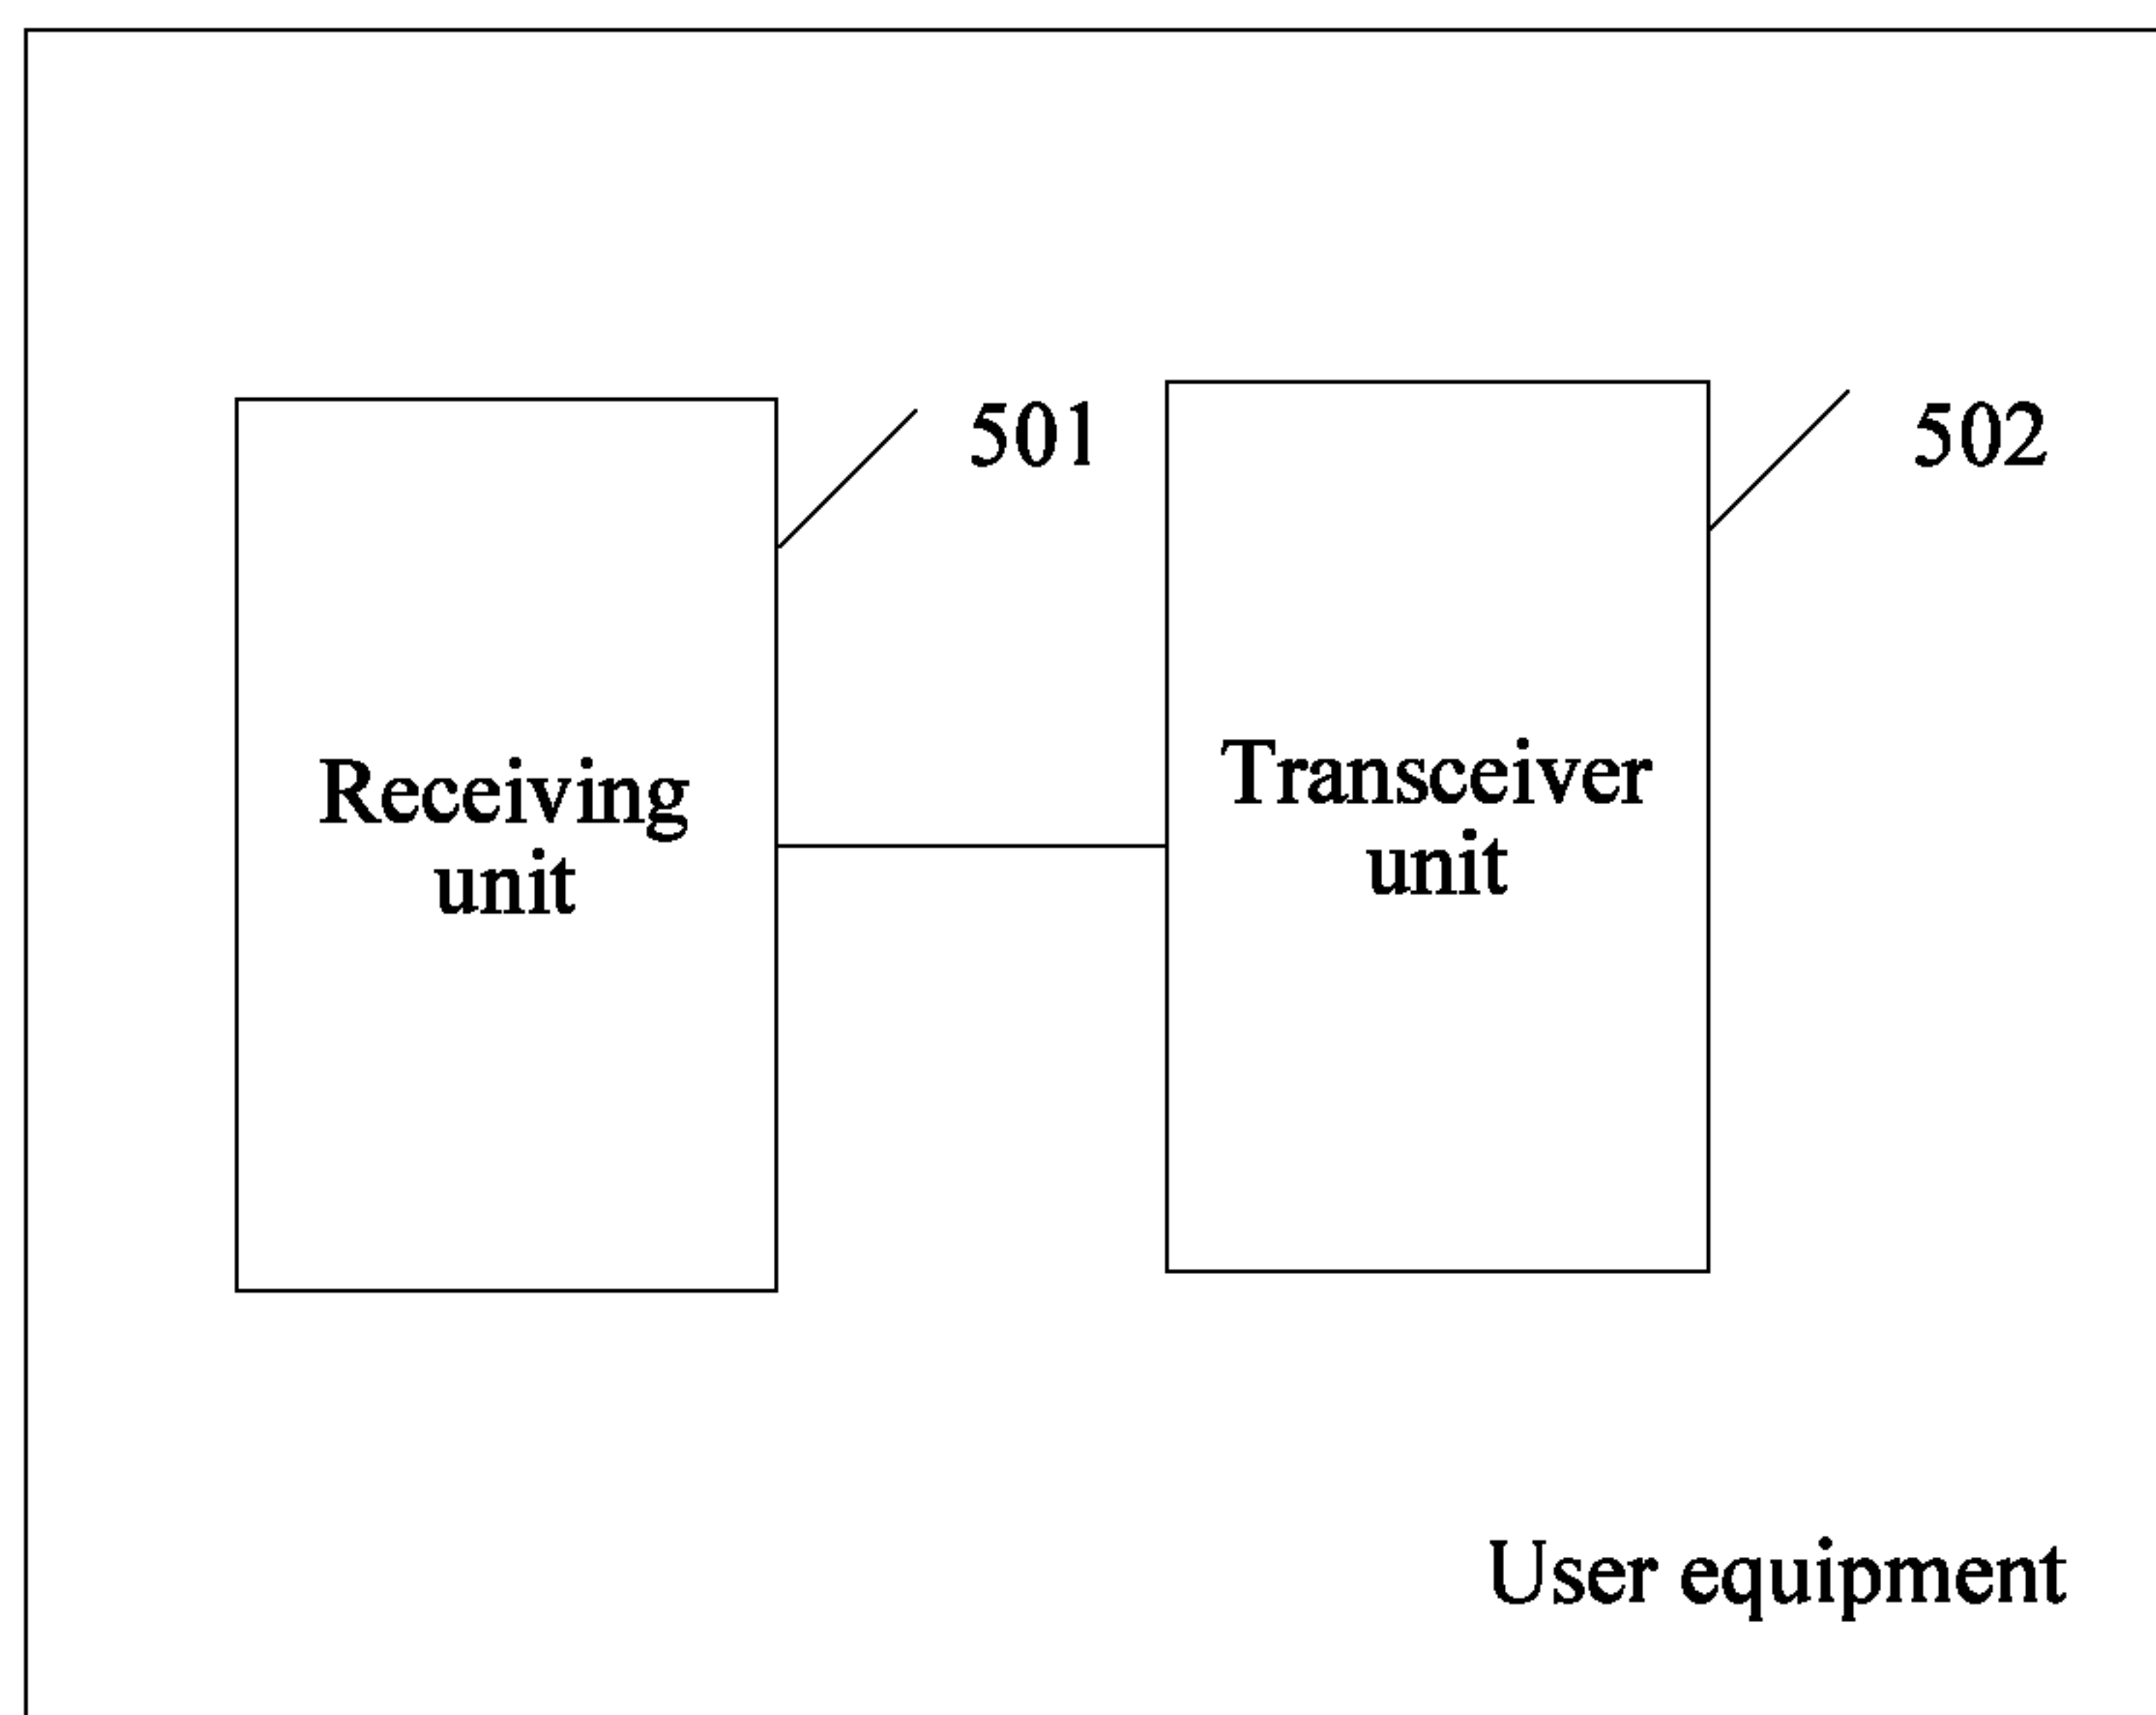 501
502
Receiving
unit
Transceiver
unit
User equipment